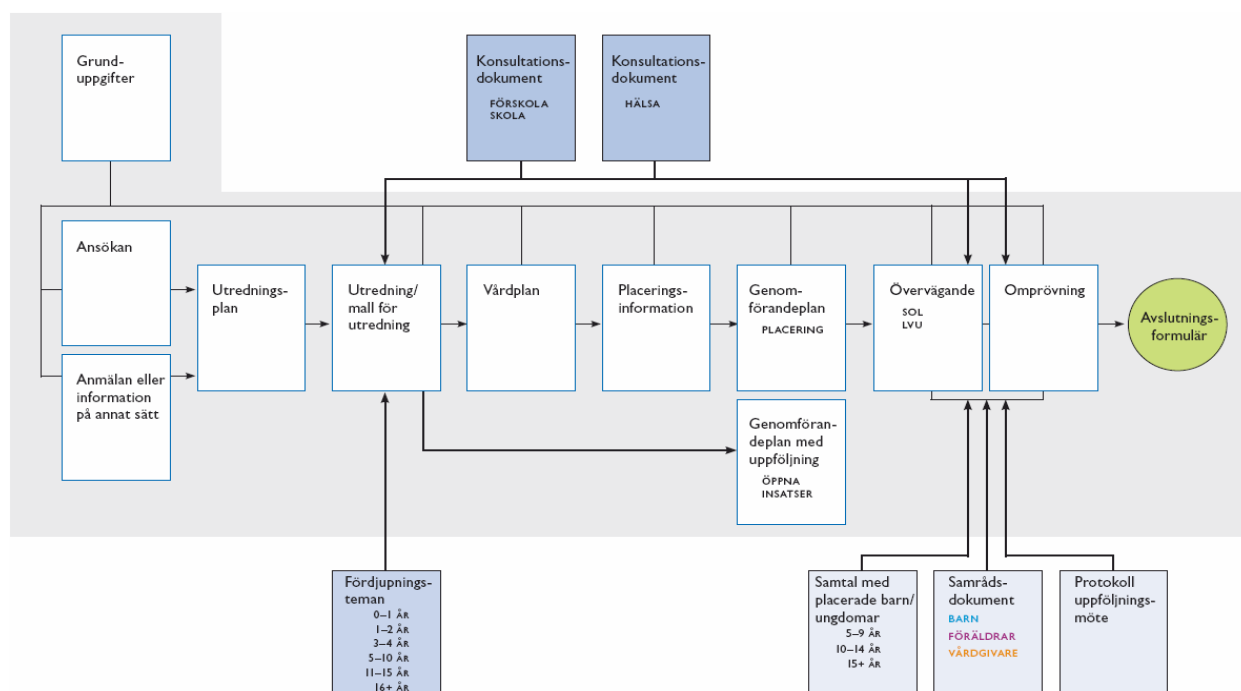 Grund-
uppgifter
Konsultations-
dokument
FÖRSKOLA
SKOLA
Konsultations-
dokument
HÄLSA
Ansökan
Anmälan eller
information
på annat sätt
Utrednings-
plan
Utredning/
mall för
utredning
Vårdplan
Placerings-
information
Genom-
förandeplan
PLACERING
Övervägande
SOL
LVU
Omprövning
Avslutnings-
formulär
Genomföran-
deplan med
uppföljning
ÖPPNA
INSATSER
Fördjupnings-
teman
0–1 ÅR
1–2 ÅR
3–4 ÅR
5–10 ÅR
11–15 ÅR
16+ ÅR
Samtal med
placerade barn/
ungdomar
5–9 ÅR
10–14 ÅR
15+ ÅR
Samråds-
dokument
BARN
FÖRÄLDRAR
VÅRDGIVARE
Protokoll
uppföljnings-
möte